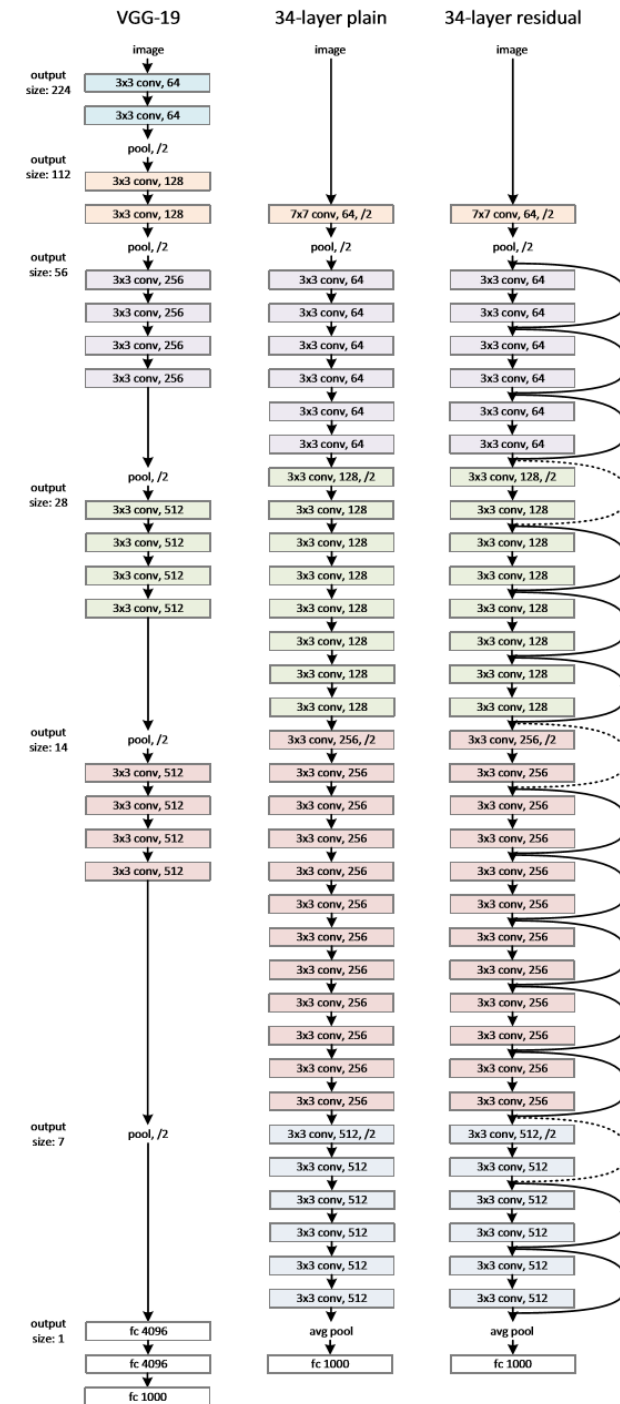 output
size: 224
output
size: 112
output
size: 56
output
size: 28
output
size: 14
output
size: 7
output
size: 1
VGG-19
image
3x3 conv, 64
3x3 conv, 64
pool, /2
3x3 conv, 128
3x3 conv, 128
pool, /2
3x3 conv, 256
3x3 conv, 256
3x3 conv, 256
3x3 conv, 256
pool, /2
3x3 conv, 512
3x3 conv, 512
3x3 conv, 512
3x3 conv, 512
pool, /2
3x3 conv, 512
3x3 conv, 512
3x3 conv, 512
3x3 conv, 512
pool, /2
fc 4096
fc 4096
fc 1000
34-layer plain
image
7x7 conv, 64, /2
pool, /2
3x3 conv, 64
3x3 conv, 64
3x3 conv, 64
3x3 conv, 64
3x3 conv, 64
3x3 conv, 64
3x3 conv, 128, /2
3x3 conv, 128
3x3 conv, 128
3x3 conv, 128
3x3 conv, 128
3x3 conv, 128
3x3 conv, 128
3x3 conv, 128
3x3 conv, 256, /2
3x3 conv, 256
3x3 conv, 256
3x3 conv, 256
3x3 conv, 256
3x3 conv, 256
3x3 conv, 256
3x3 conv, 256
3x3 conv, 256
3x3 conv, 256
3x3 conv, 256
3x3 conv, 256
3x3 conv, 512, /2
3x3 conv, 512
3x3 conv, 512
3x3 conv, 512
3x3 conv, 512
3x3 conv, 512
avg pool
fc 1000
34-layer residual
image
7x7 conv, 64, /2
pool, /2
3x3 conv, 64
3x3 conv, 64
3x3 conv, 64
3x3 conv, 64
3x3 conv, 64
3x3 conv, 64
3x3 conv, 128, /2
3x3 conv, 128
3x3 conv, 128
3x3 conv, 128
3x3 conv, 128
3x3 conv, 128
3x3 conv, 128
3x3 conv, 128
3x3 conv, 256, /2
3x3 conv, 256
3x3 conv, 256
3x3 conv, 256
3x3 conv, 256
3x3 conv, 256
3x3 conv, 256
3x3 conv, 256
3x3 conv, 256
3x3 conv, 256
3x3 conv, 256
3x3 conv, 256
3x3 conv, 512, /2
3x3 conv, 512
3x3 conv, 512
3x3 conv, 512
3x3 conv, 512
3x3 conv, 512
avg pool
fc 1000